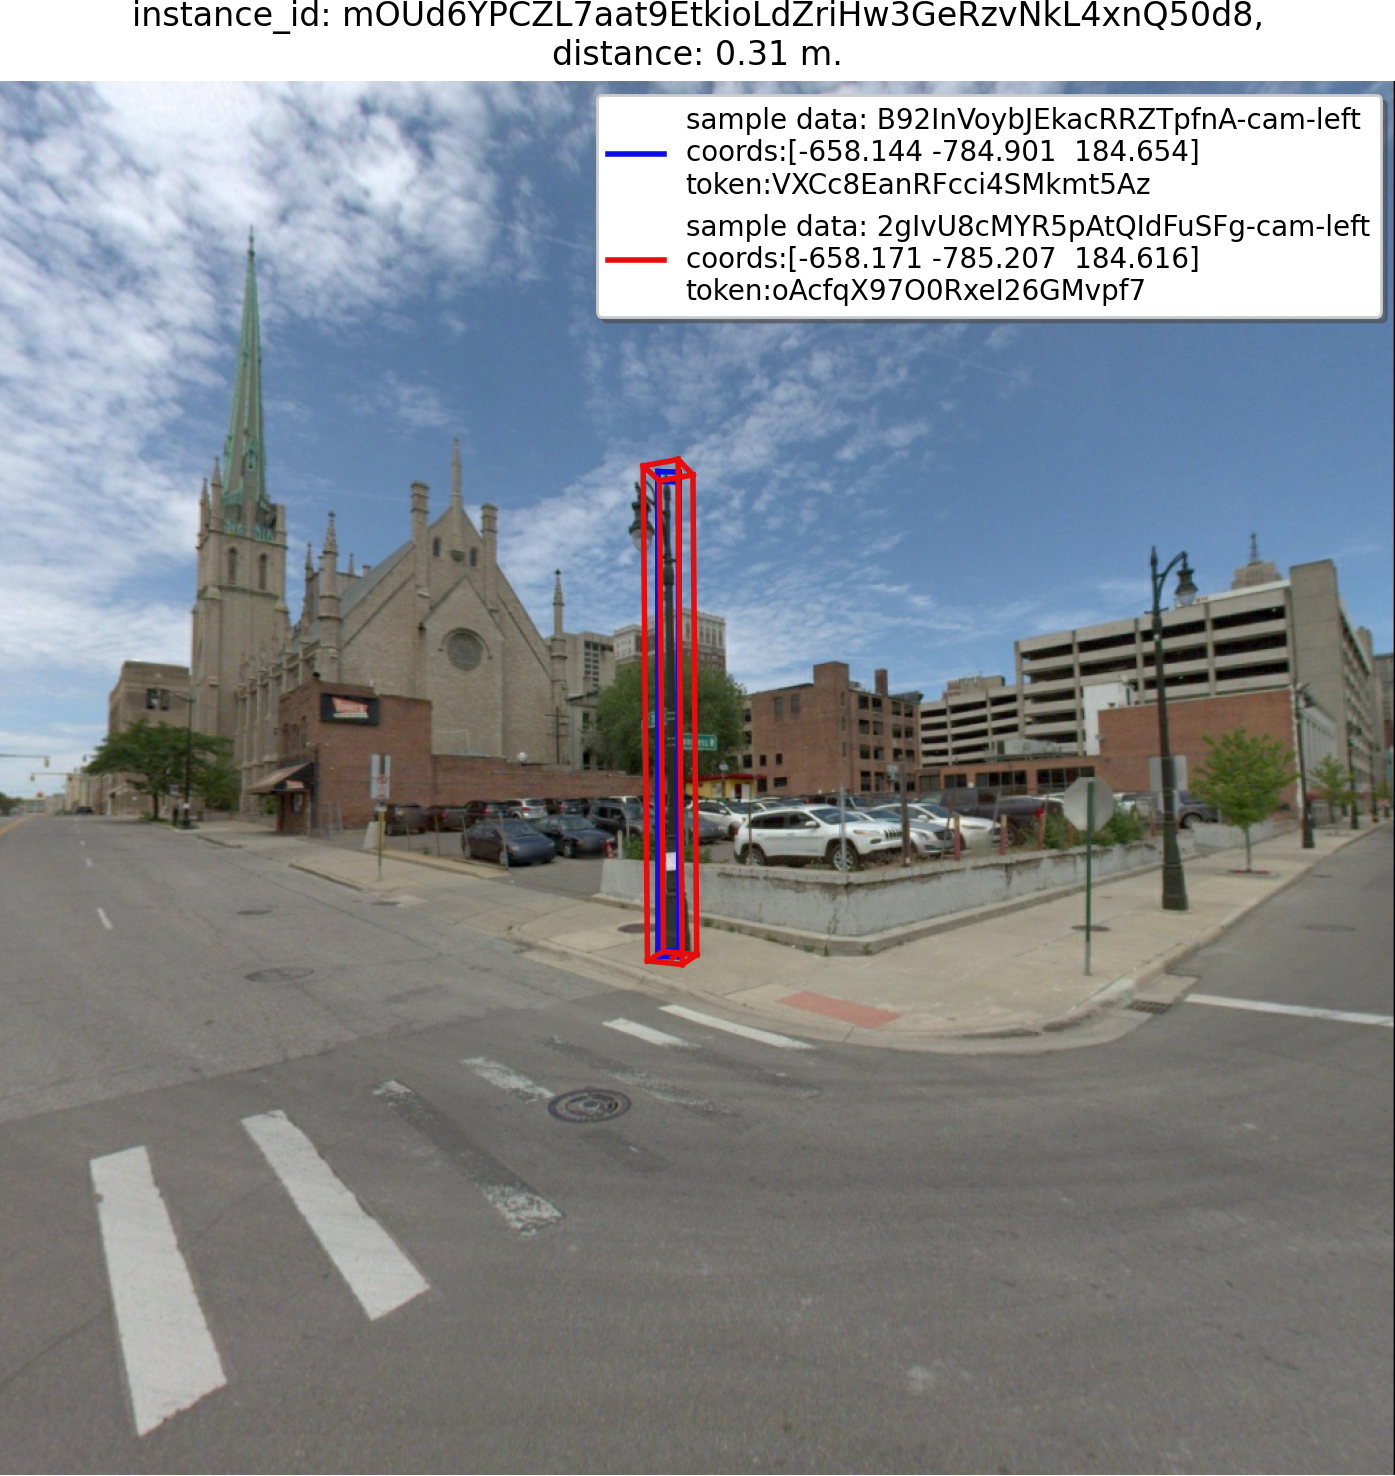 instance_id: mOUd6YPCZL7aat9EtkioLdZriHw3GeRzvNkL4xnQ50d8,
distance: 0.31 m.
sample data: B92InVoybJEkacRRZTpfnA-cam-left
coords:[-658.144 -784.901  184.654]
token:VXCc8EanRFcci4SMkmt5Az
sample data: 2gIvU8cMYR5pAtQIdFuSFg-cam-left
coords:[-658.171 -785.207  184.616]
token:oAcfqX97O0RxeI26GMvpf7